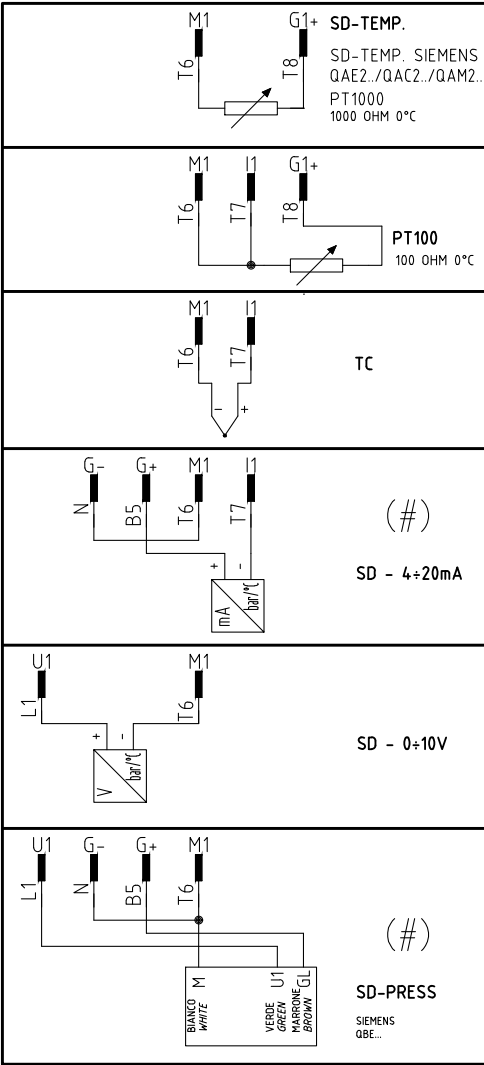 M1 G1+ SD-TEMP.
T6 T8 SD-TEMP. SIEMENS
QAE2../QAC2../QAM2..
PT1000
1000 OHM 0°C
M1 I1 G1+
T6 T7 T8
PT100
100 OHM 0°C
M1 I1
T6 T7
TC
- +
G- G+ M1 I1
N B5 T6 T7
(#)
+ -
SD - 4÷20mA
mA bar/°C
U1 M1
L1 T6
+ -
SD - 0÷10V
V bar/°C
U1 G- G+ M1
L1 N B5 T6
(#)
M U1 GL
BIANCO
WHITE
VERDE
GREEN
MARRONE
BROWN
SD-PRESS
SIEMENS
QBE...